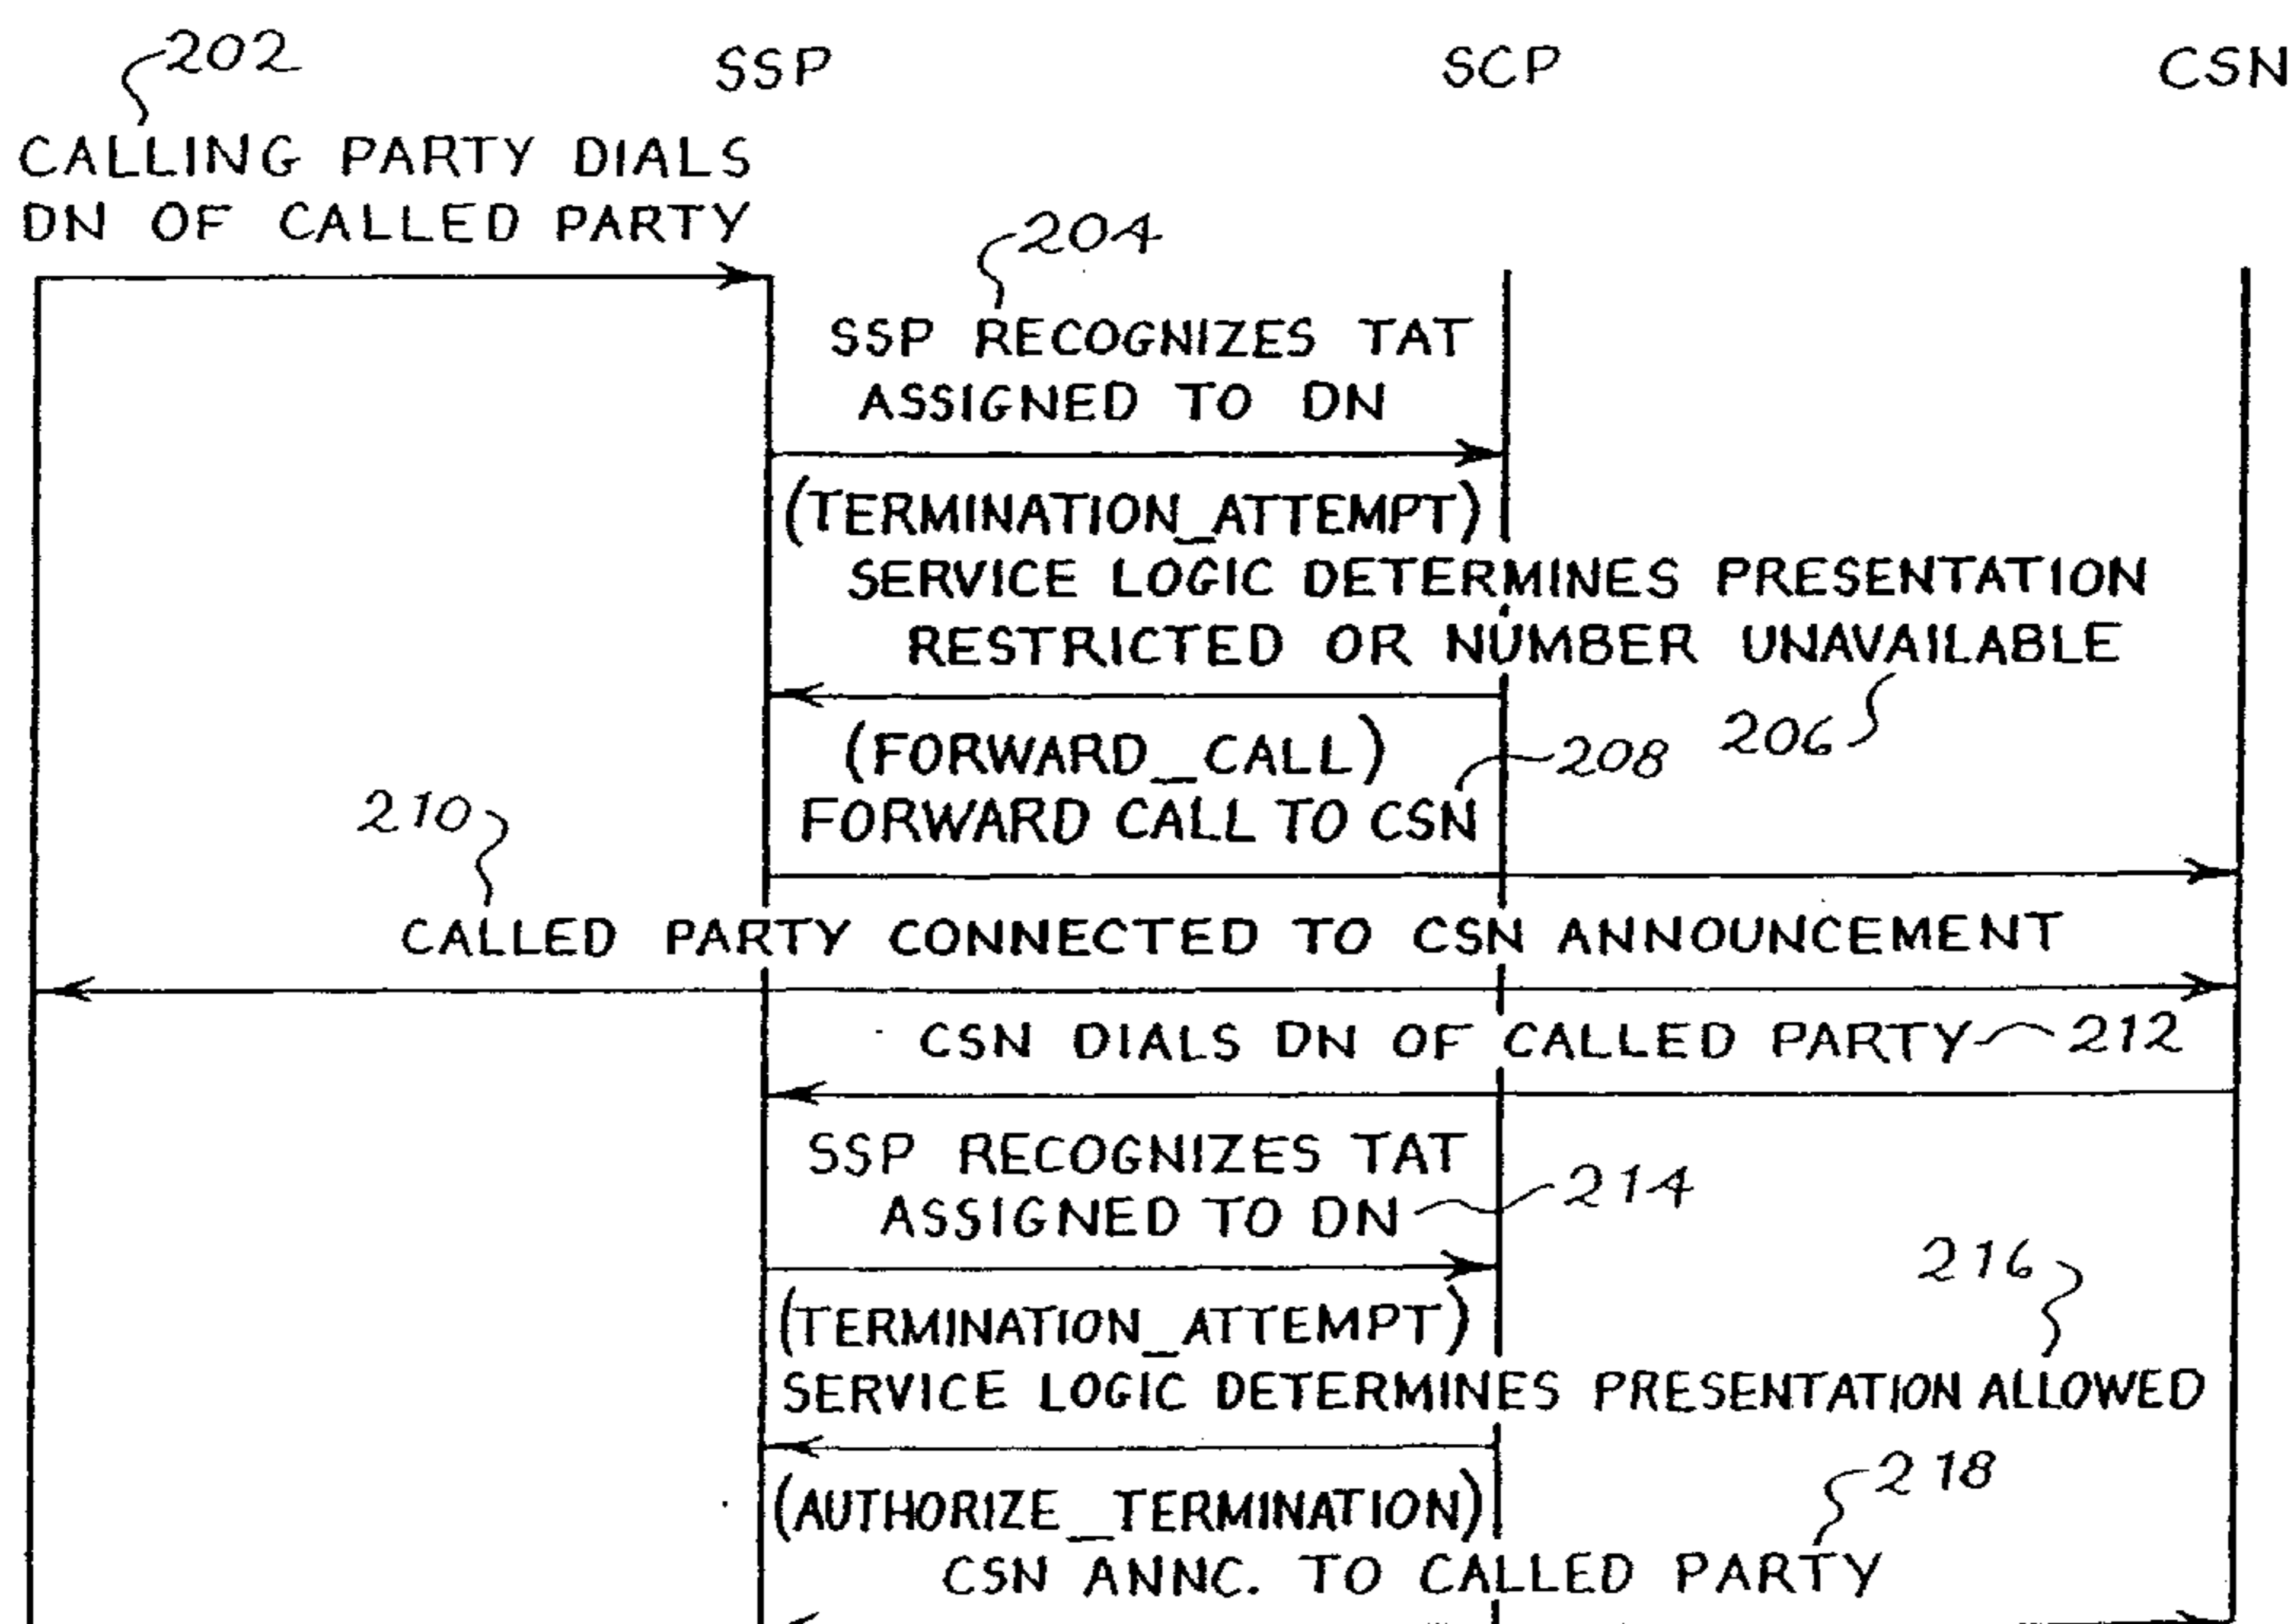 202
SSP
SCP
CSN
CALLING PARTY DIALS
DN OF CALLED PARTY
204
SSP RECOGNIZES TAT
ASSIGNED TO DN
(TERMINATION_ATTEMPT)
SERVICE LOGIC DETERMINES PRESENTATION
RESTRICTED OR NUMBER UNAVAILABLE
206
(FORWARD_CALL)
208
FORWARD CALL TO CSN
210
CALLED PARTY CONNECTED TO CSN ANNOUNCEMENT
CSN DIALS DN OF CALLED PARTY 212
SSP RECOGNIZES TAT
ASSIGNED TO DN 214
216
(TERMINATION_ATTEMPT)
SERVICE LOGIC DETERMINES PRESENTATION ALLOWED
218
(AUTHORIZE_TERMINATION)
CSN ANNC. TO CALLED PARTY